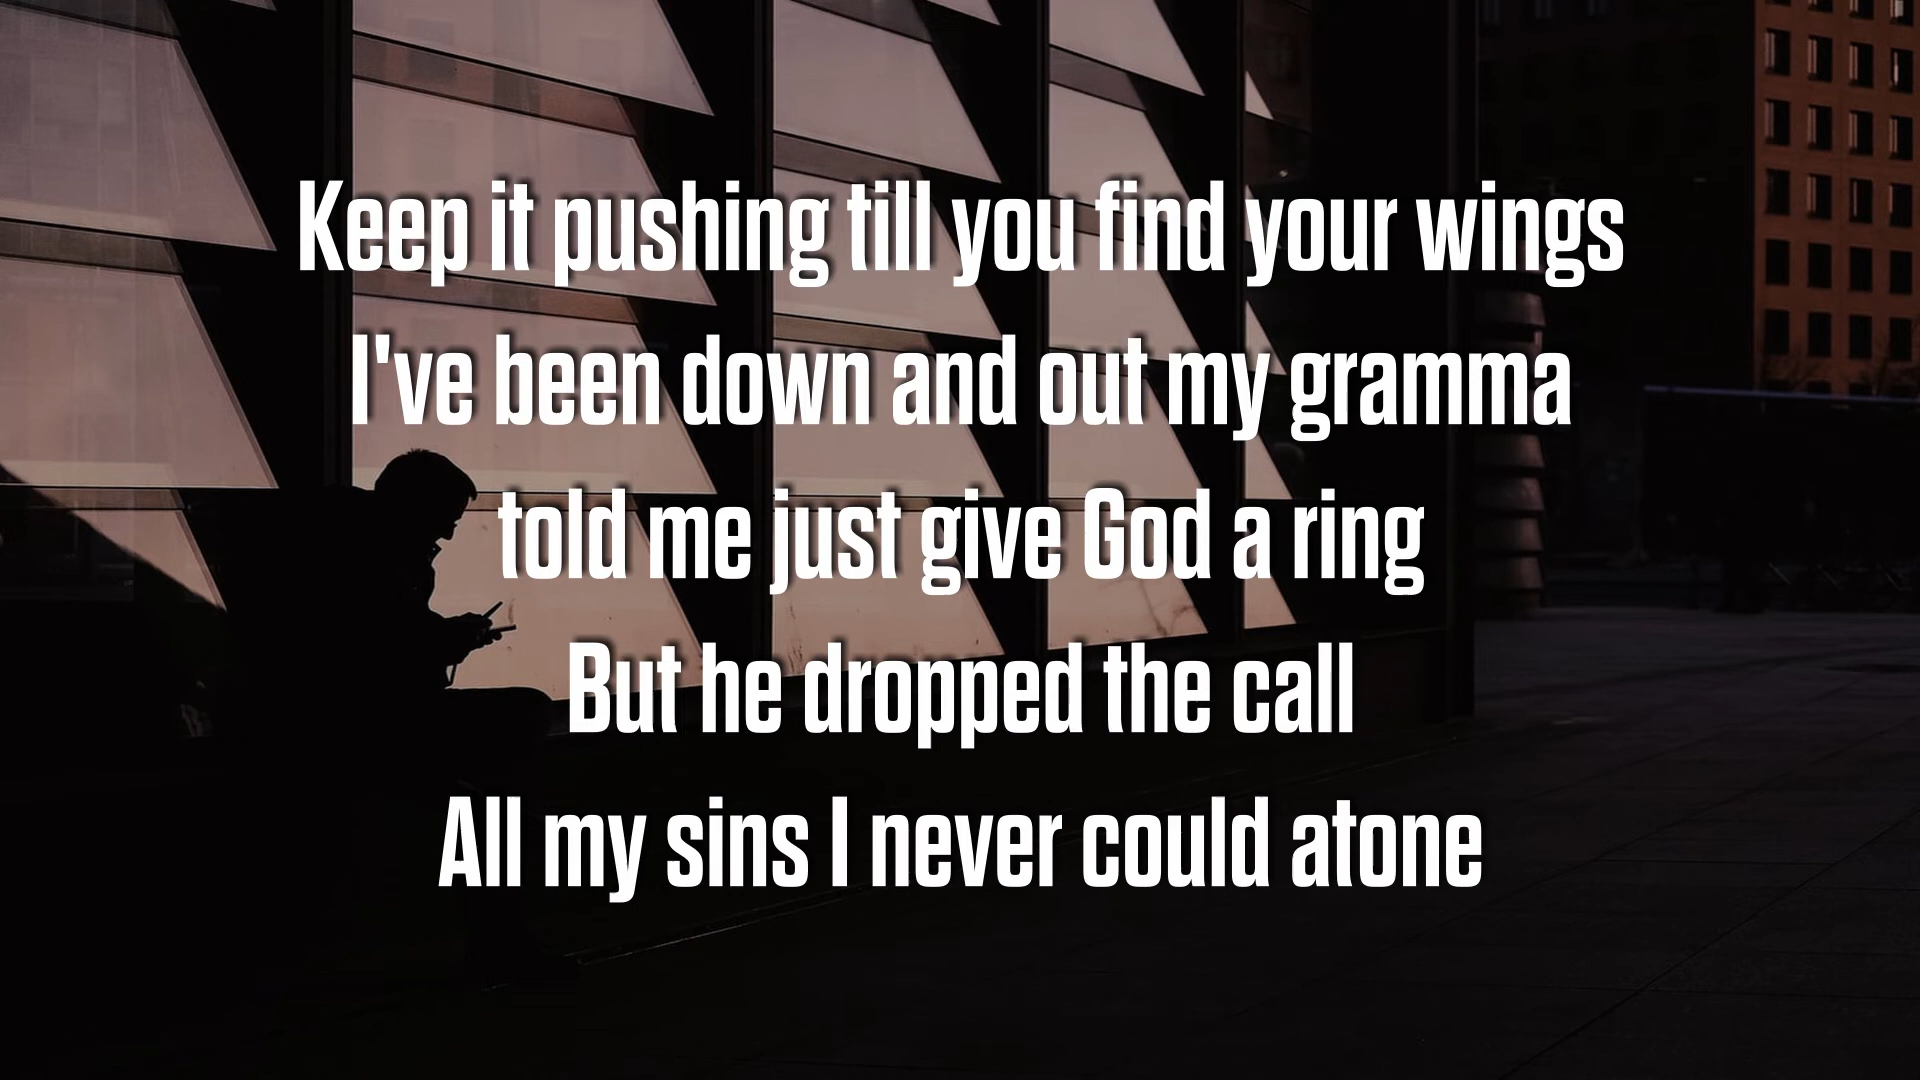 Keep it pushing till you find your wings
I've been down and out my gramma
told me just give God a ring
But he dropped the call
All my sins I never could atone